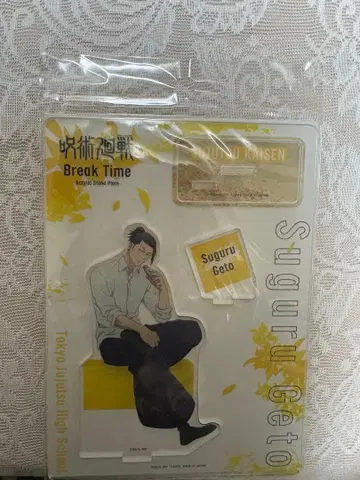 呪術廻戦
Break Time
Acrylic Stand Plate
JUJUTSU KAISEN
Suguru
Geto
Suguru Geto
Tokyo Jujutsu High School